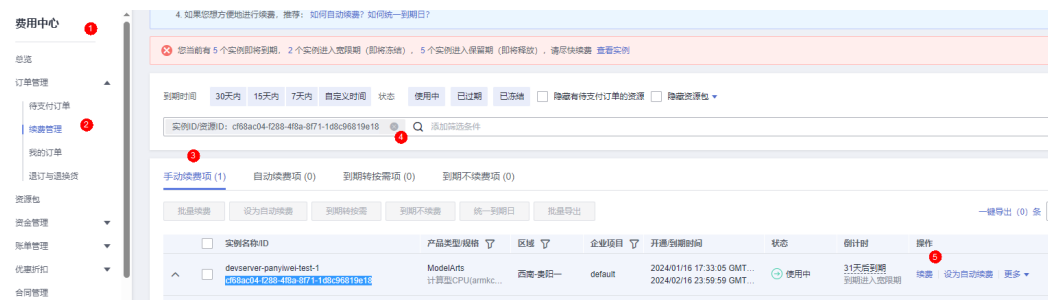 费用中心
1
总览
订单管理
待支付订单
续费管理
2
我的订单
退订与退换货
资源包
资金管理
账单管理
优惠折扣
合同管理
4. 如果您想方便地进行续费，推荐： 如何自动续费? 如何统一到期日?
您当前有 5 个实例即将到期， 2 个实例进入宽限期（即将冻结）， 5 个实例进入保留期（即将释放），请尽快续费 查看实例
到期时间 30天内 15天内 7天内 自定义时间 状态 使用中 已过期 已冻结 隐藏有待支付订单的资源 隐藏资源包
实例ID/资源ID: cf68ac04-f288-4f8a-8f71-1d8c96819e18 添加筛选条件
4
3
手动续费项 (1) 自动续费项 (0) 到期转按需项 (0) 到期不续费项 (0)
批量续费 设为自动续费 到期转按需 到期不续费 统一到期日 批量导出 一键导出（0）条
实例名称/ID 产品类型/规格 区域 企业项目 开通/到期时间 状态 倒计时 操作
5
devserver-panyiwei-test-1 ModelArts 西南-贵阳一 default 2024/01/16 17:33:05 GMT... 使用中 31天后到期 续费 设为自动续费 更多
cf68ac04-f288-4f8a-8f71-1d8c96819e18 计算型CPU(armkc... 2024/02/16 23:59:59 GMT... 到期进入宽限期